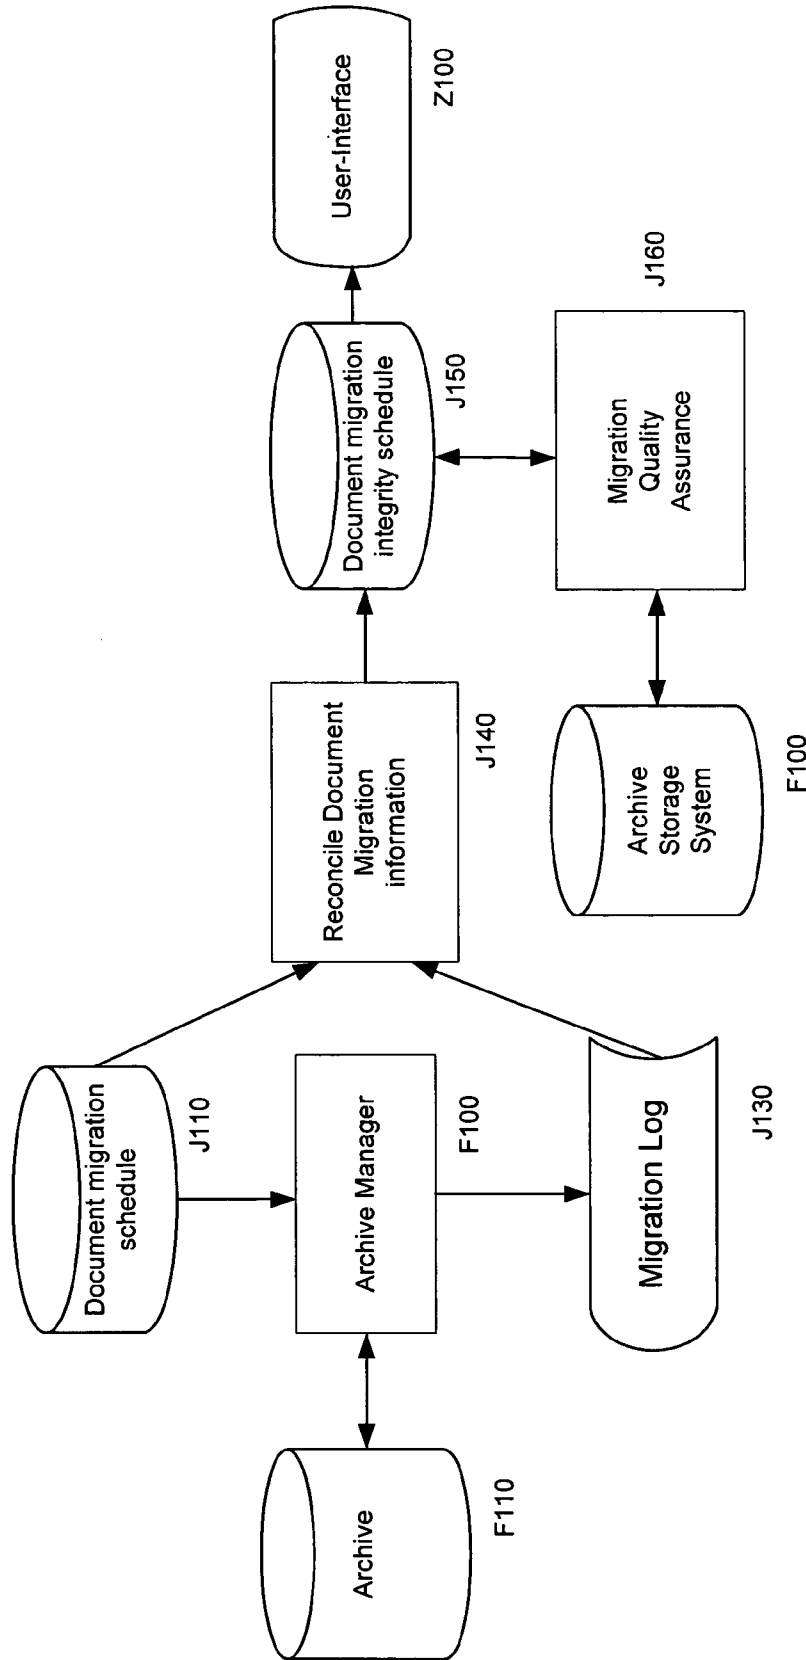 Document migration
schedule
J110
Archive
F110
Archive Manager
F100
Migration Log
J130
Reconcile Document
Migration
information
J140
Document migration
integrity schedule
J150
User-Interface
Z100
Archive
Storage
System
F100
Migration
Quality
Assurance
J160